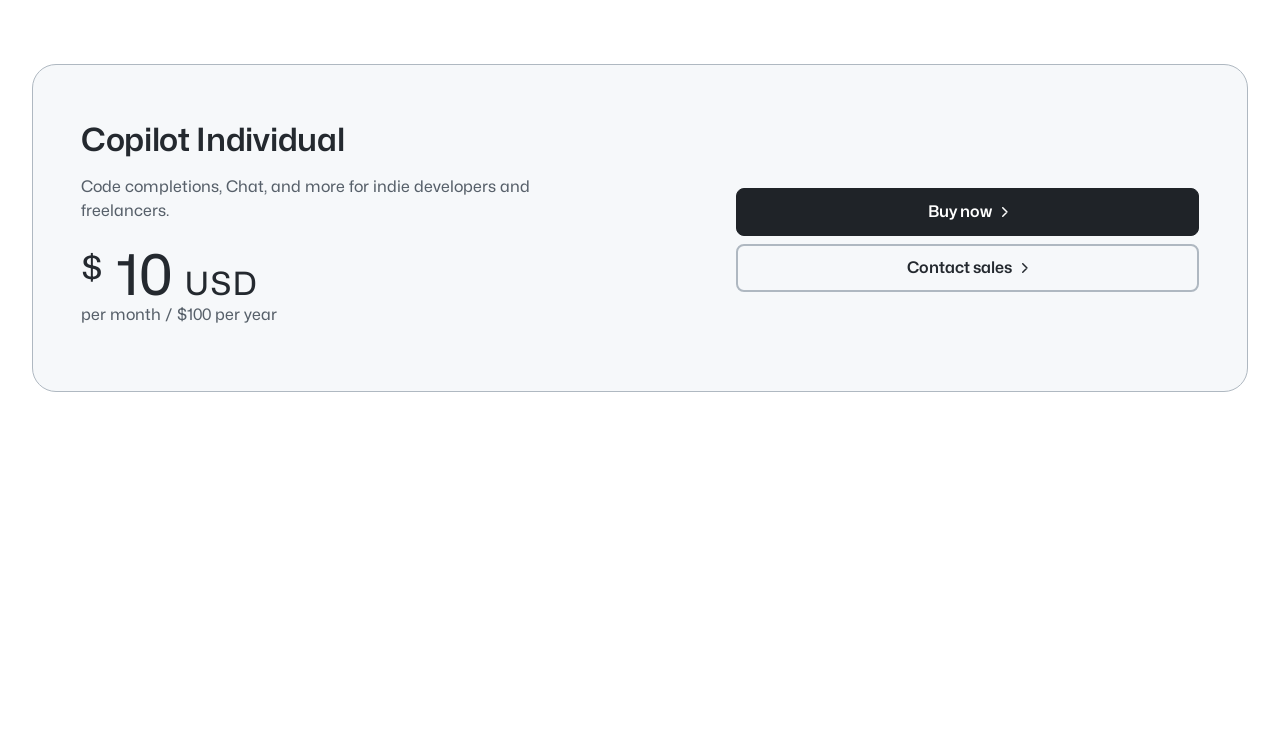 Copilot Individual
Code completions, Chat, and more for indie developers and
freelancers.
$ 10 USD
per month / $100 per year
Buy now
Contact sales